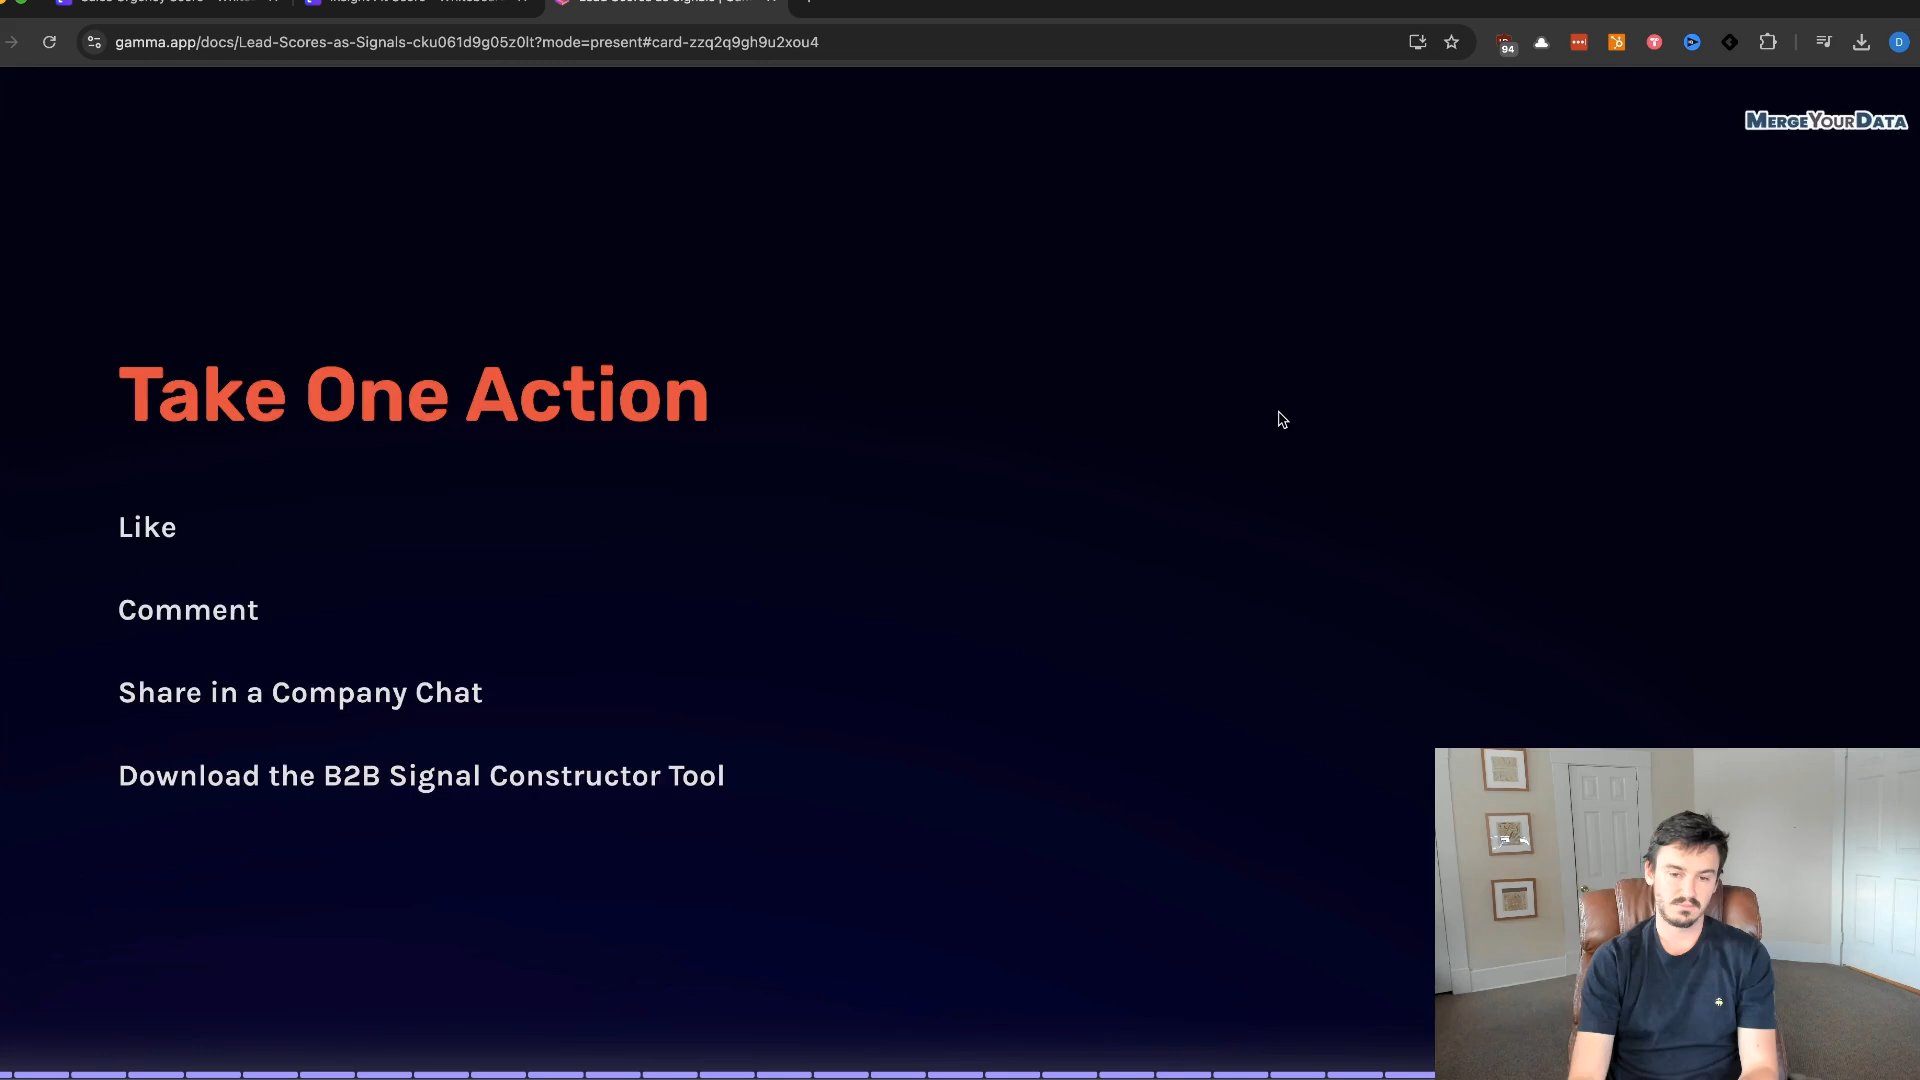 gamma.app/docs/Lead-Scores-as-Signals-cku061d9g05z0lt?mode=present#card-zzq2q9gh9u2xou4
94
D
MERGEYOURDATA
Take One Action
Like
Comment
Share in a Company Chat
Download the B2B Signal Constructor Tool